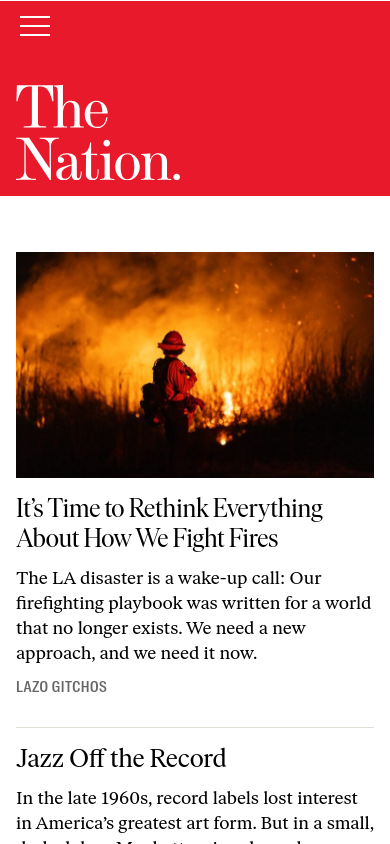 The
Nation.
It's Time to Rethink Everything
About How We Fight Fires
The LA disaster is a wake-up call: Our
firefighting playbook was written for a world
that no longer exists. We need a new
approach, and we need it now.
LAZO GITCHOS
Jazz Off the Record
In the late 1960s, record labels lost interest
in America's greatest art form. But in a small,